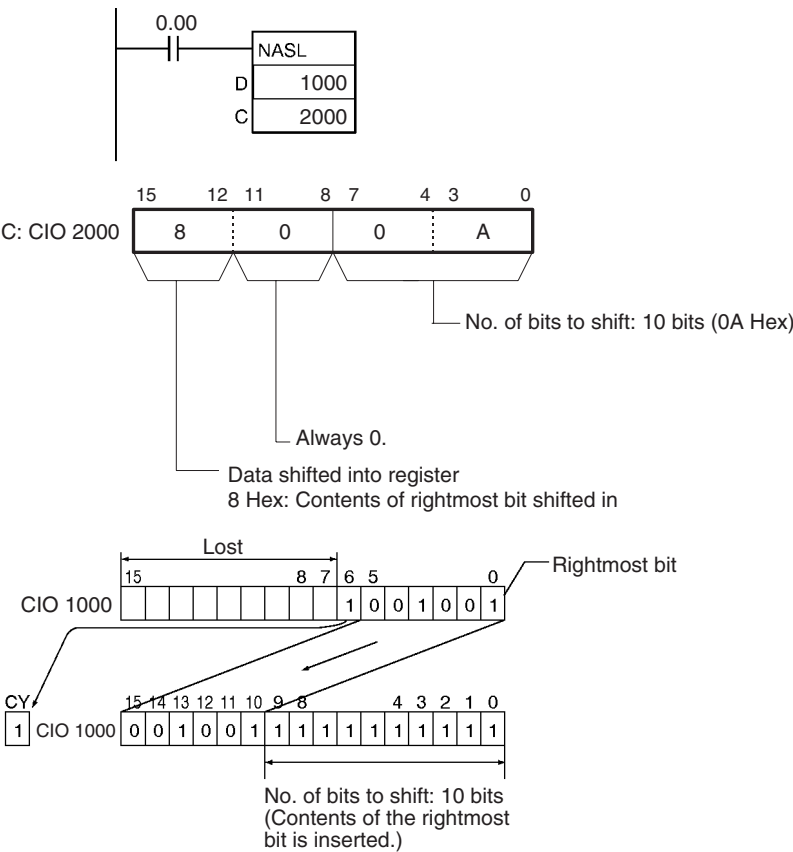 0.00
NASL
D 1000
C 2000
15 12 11 8 7 4 3 0
C: CIO 2000 8 0 0 A
No. of bits to shift: 10 bits (0A Hex)
Always 0.
Data shifted into register
8 Hex: Contents of rightmost bit shifted in
Lost
15 8 7 6 5 0
Rightmost bit
CIO 1000 1 0 0 1 0 0 1
CY 15 14 13 12 11 10 9 8 4 3 2 1 0
1 CIO 1000 0 0 1 0 0 1 1 1 1 1 1 1 1 1 1 1
No. of bits to shift: 10 bits
(Contents of the rightmost
bit is inserted.)